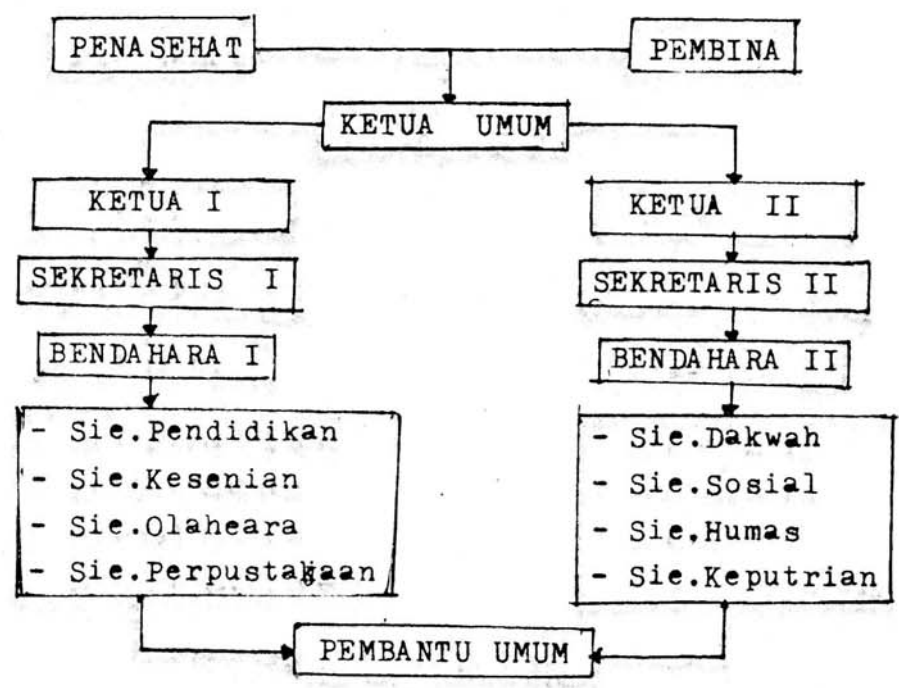 PENASEHAT
PEMBINA
KETUA UMUM
KETUA I
KETUA II
SEKRETARIS I
SEKRETARIS II
BENDAHARA I
BENDAHARA II
- Sie.Pendidikan
- Sie.Kesenian
- Sie.Olaheara
- Sie.Perpustakaan
- Sie.Dakwah
- Sie.Sosial
- Sie.Humas
- Sie.Keputrian
PEMBANTU UMUM